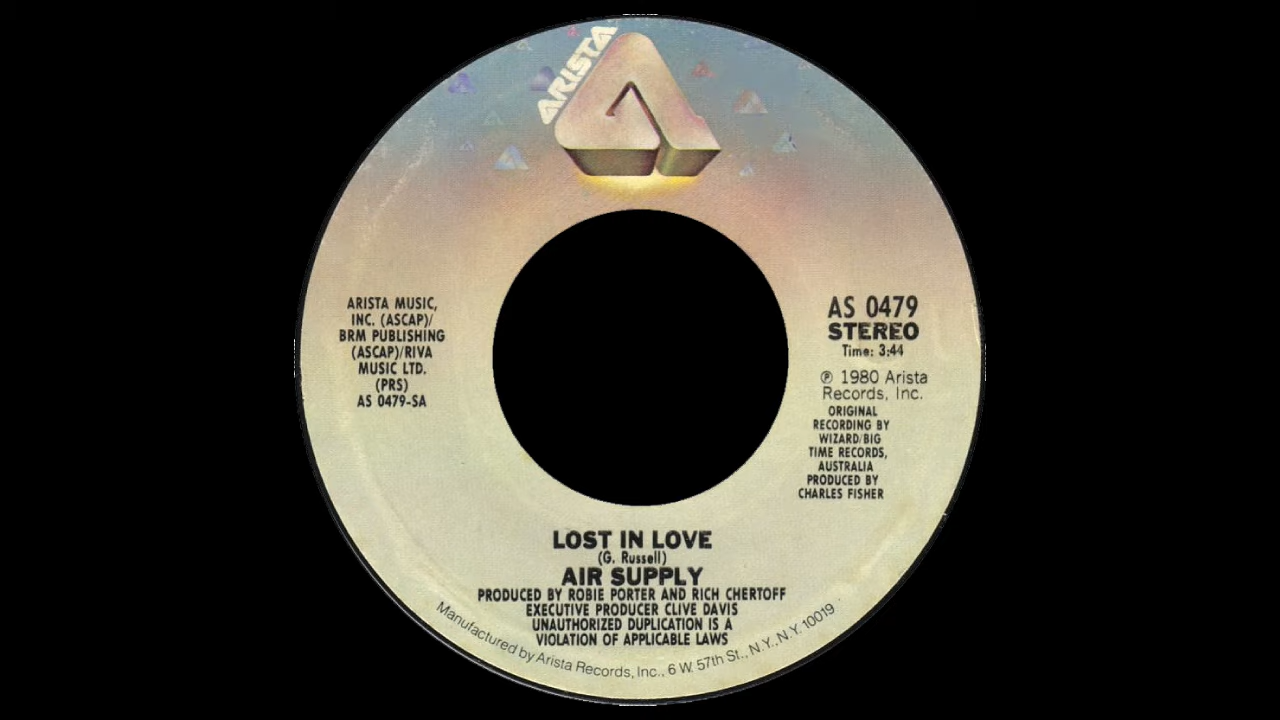 ARISTA
ARISTA MUSIC,
INC. (ASCAP)/
BRM PUBLISHING
(ASCAP)/RIVA
MUSIC LTD.
(PRS)
AS 0479-SA
AS 0479
STEREO
Time: 3:44
℗ 1980 Arista
Records, Inc.
ORIGINAL
RECORDING BY
WIZARD/BIG
TIME RECORDS,
AUSTRALIA
PRODUCED BY
CHARLES FISHER
LOST IN LOVE
(G. Russell)
AIR SUPPLY
PRODUCED BY ROBIE PORTER AND RICH CHERTOFF
EXECUTIVE PRODUCER CLIVE DAVIS
UNAUTHORIZED DUPLICATION IS A
VIOLATION OF APPLICABLE LAWS
Manufactured by Arista Records, Inc., 6 W. 57th St., N.Y., N.Y. 10019